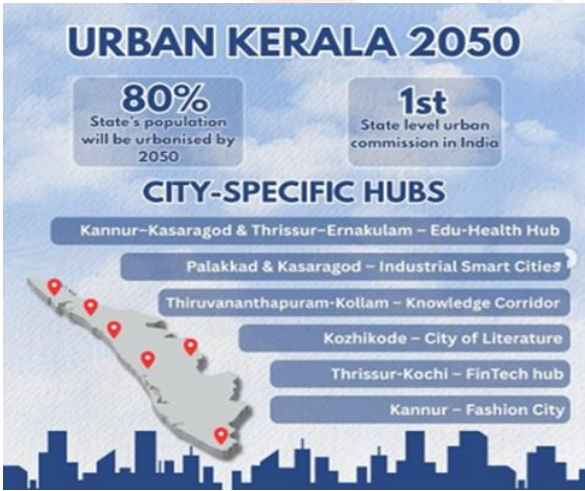 URBAN KERALA 2050
80%
State's population
will be urbanised by
2050
1st
State level urban
commission in India
CITY-SPECIFIC HUBS
Kannur–Kasaragod & Thrissur–Ernakulam – Edu-Health Hub
Palakkad & Kasaragod – Industrial Smart Cities
Thiruvananthapuram-Kollam – Knowledge Corridor
Kozhikode – City of Literature
Thrissur-Kochi – FinTech hub
Kannur – Fashion City